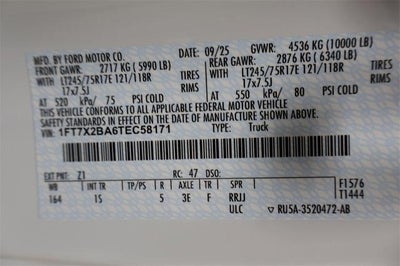 MFD. BY FORD MOTOR CO.
DATE: 09/25 GVWR: 4536 KG (10000 LB)
FRONT GAWR: 2717 KG (5990 LB) REAR GAWR: 2876 KG (6340 LB)
LT245/75R17E 121/118R TIRES WITH LT245/75R17E 121/118R TIRES
17x7.5J RIMS 17x7.5J RIMS
AT 520 kPa/ 75 PSI COLD AT 550 kPa/ 80 PSI COLD
THIS VEHICLE CONFORMS TO ALL APPLICABLE FEDERAL MOTOR VEHICLE
SAFETY STANDARDS IN EFFECT ON THE DATE OF MANUFACTURE SHOWN ABOVE.
VIN: 1FT7X2BA6TEC58171 TYPE: Truck
EXT PNT: Z1 RC: 47 DSO:
WB INT TR TP/PS R AXLE TR SPR
164 1S 5 3E F RRJJ
ULC
F1576
T1444
RU5A-3520472-AB